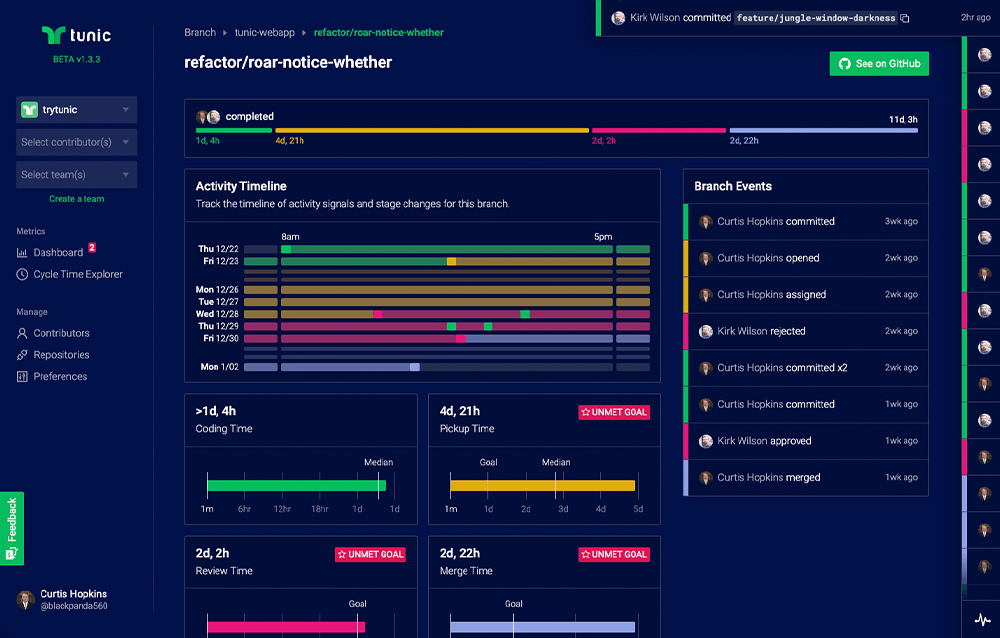 tunic
BETA v1.3.3
trytunic
Select contributor(s)
Select team(s)
Create a team
Metrics
Dashboard 2
Cycle Time Explorer
Manage
Contributors
Repositories
Preferences
Feedback
Curtis Hopkins
@blackpanda560
Branch tunic-webapp refactor/roar-notice-whether
refactor/roar-notice-whether
Kirk Wilson committed feature/jungle-window-darkness 2hr ago
See on GitHub
completed
11d, 3h
1d, 4h 4d, 21h 2d, 2h 2d, 22h
Activity Timeline
Track the timeline of activity signals and stage changes for this branch.
8am 5pm
Thu 12/22
Fri 12/23
Mon 12/26
Tue 12/27
Wed 12/28
Thu 12/29
Fri 12/30
Mon 1/02
Branch Events
Curtis Hopkins committed 3wk ago
Curtis Hopkins opened 2wk ago
Curtis Hopkins assigned 2wk ago
Kirk Wilson rejected 2wk ago
Curtis Hopkins committed x2 2wk ago
Curtis Hopkins committed 1wk ago
Kirk Wilson approved 1wk ago
Curtis Hopkins merged 1wk ago
>1d, 4h
Coding Time
Median
1m 6hr 12hr 18hr 1d 1d
4d, 21h
UNMET GOAL
Pickup Time
Goal Median
1m 1d 2d 3d 4d 5d
2d, 2h
UNMET GOAL
Review Time
Goal
2d, 22h
UNMET GOAL
Merge Time
Goal